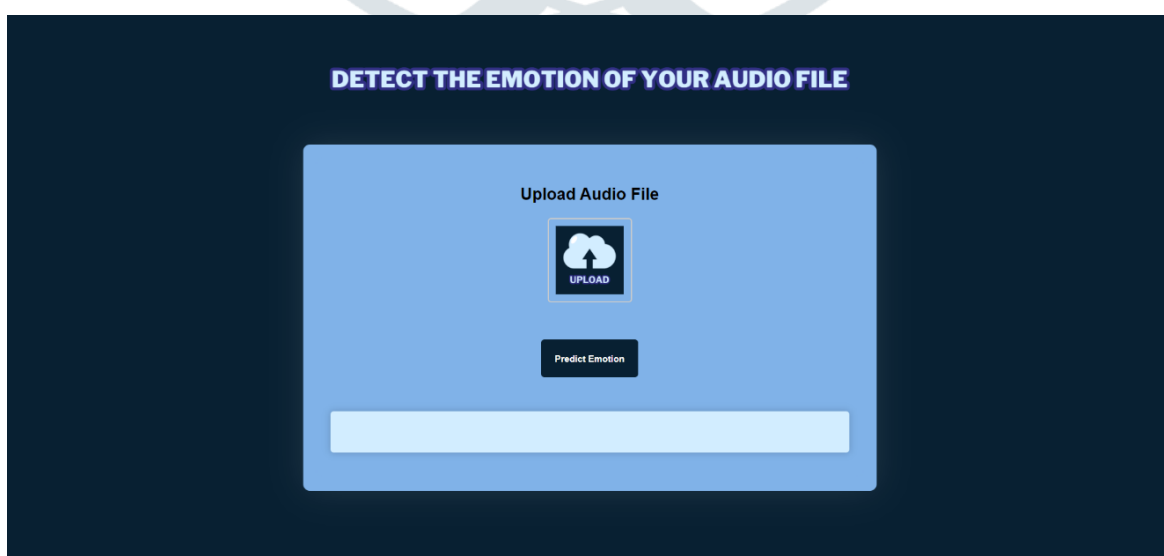 DETECT THE EMOTION OF YOUR AUDIO FILE
Upload Audio File
UPLOAD
Predict Emotion